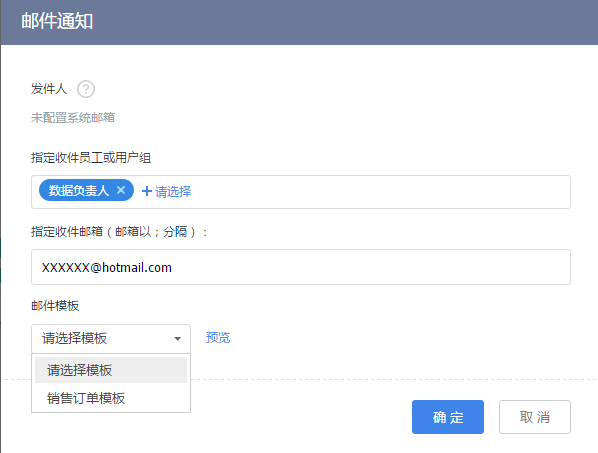 邮件通知
发件人 ?
未配置系统邮箱
指定收件员工或用户组
数据负责人 × +请选择
指定收件邮箱（邮箱以；分隔）：
XXXXXX@hotmail.com
邮件模板
请选择模板 预览
请选择模板
销售订单模板
确定 取消